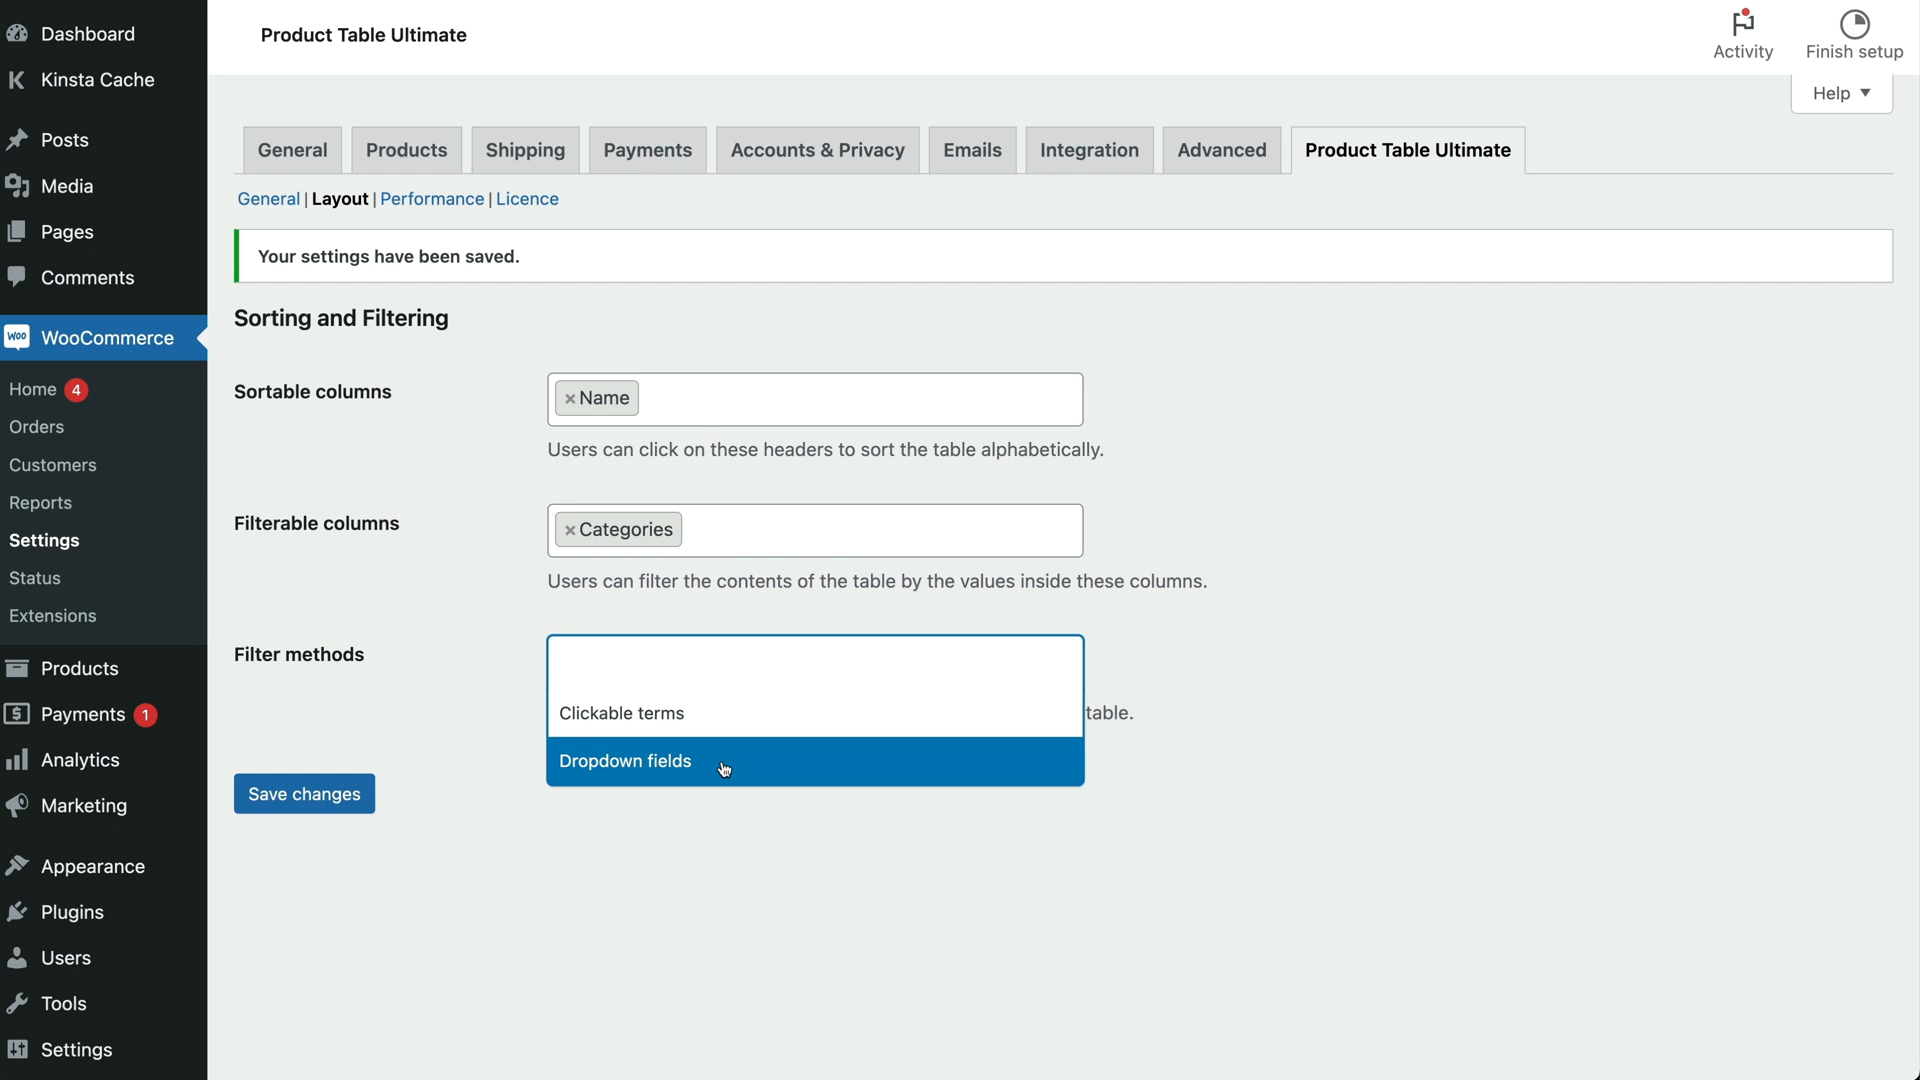 Dashboard
Kinsta Cache
Posts
Media
Pages
Comments
WOO WooCommerce
Home 4
Orders
Customers
Reports
Settings
Status
Extensions
Products
Payments 1
Analytics
Marketing
Appearance
Plugins
Users
Tools
Settings
Product Table Ultimate
Activity
Finish setup
Help ▼
General Products Shipping Payments Accounts & Privacy Emails Integration Advanced Product Table Ultimate
General | Layout | Performance | Licence
Your settings have been saved.
Sorting and Filtering
Sortable columns
× Name
Users can click on these headers to sort the table alphabetically.
Filterable columns
× Categories
Users can filter the contents of the table by the values inside these columns.
Filter methods
Clickable terms
table.
Dropdown fields
Save changes